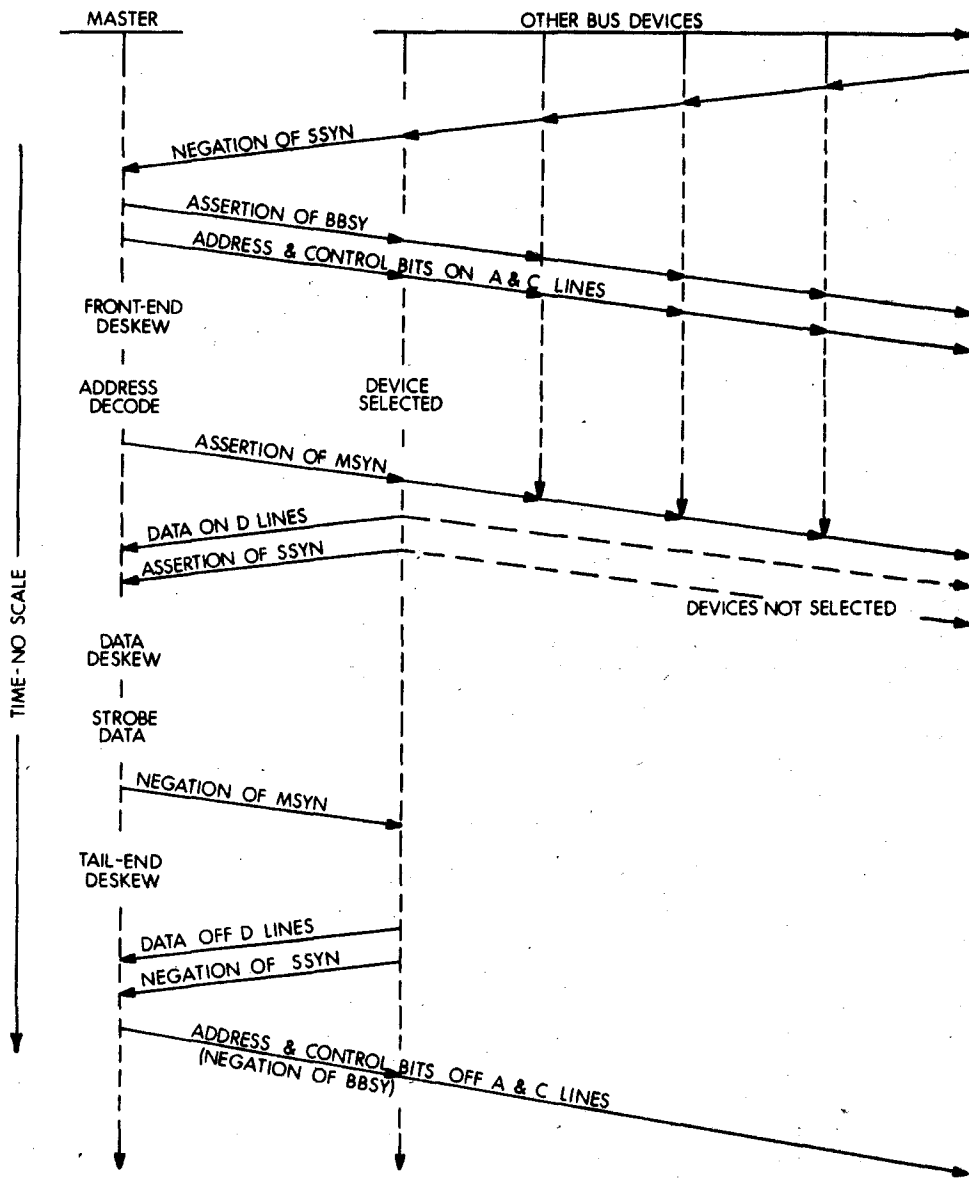 MASTER
OTHER BUS DEVICES
NEGATION OF SSYN
ASSERTION OF BBSY
ADDRESS & CONTROL BITS ON A & C LINES
FRONT-END
DESKEW
ADDRESS
DECODE
DEVICE
SELECTED
ASSERTION OF MSYN
DATA ON D LINES
ASSERTION OF SSYN
DEVICES NOT SELECTED
TIME-NO SCALE
DATA
DESKEW
STROBE
DATA
NEGATION OF MSYN
TAIL-END
DESKEW
DATA OFF D LINES
NEGATION OF SSYN
ADDRESS & CONTROL BITS OFF A & C LINES
(NEGATION OF BBSY)